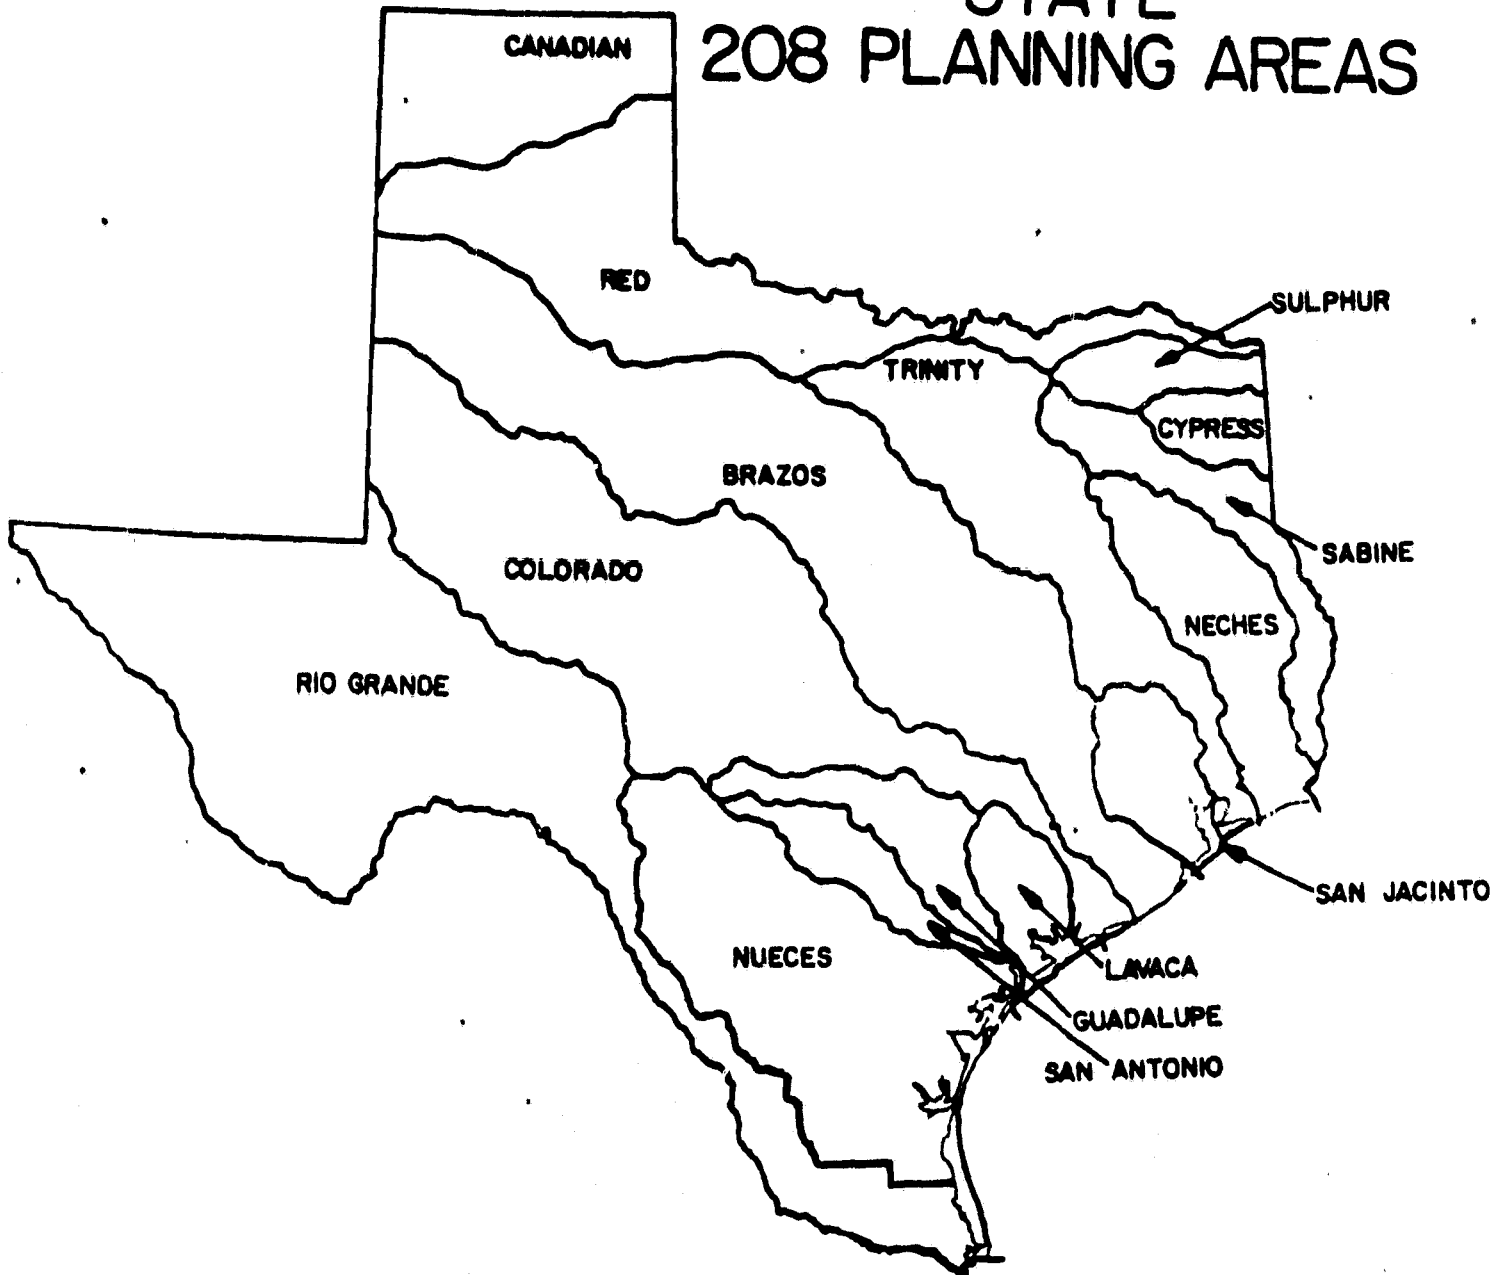 STATE
208 PLANNING AREAS
CANADIAN
RED
SULPHUR
TRINITY
CYPRESS
BRAZOS
SABINE
COLORADO
NECHES
RIO GRANDE
SAN JACINTO
NUECES
LAVACA
GUADALUPE
SAN ANTONIO